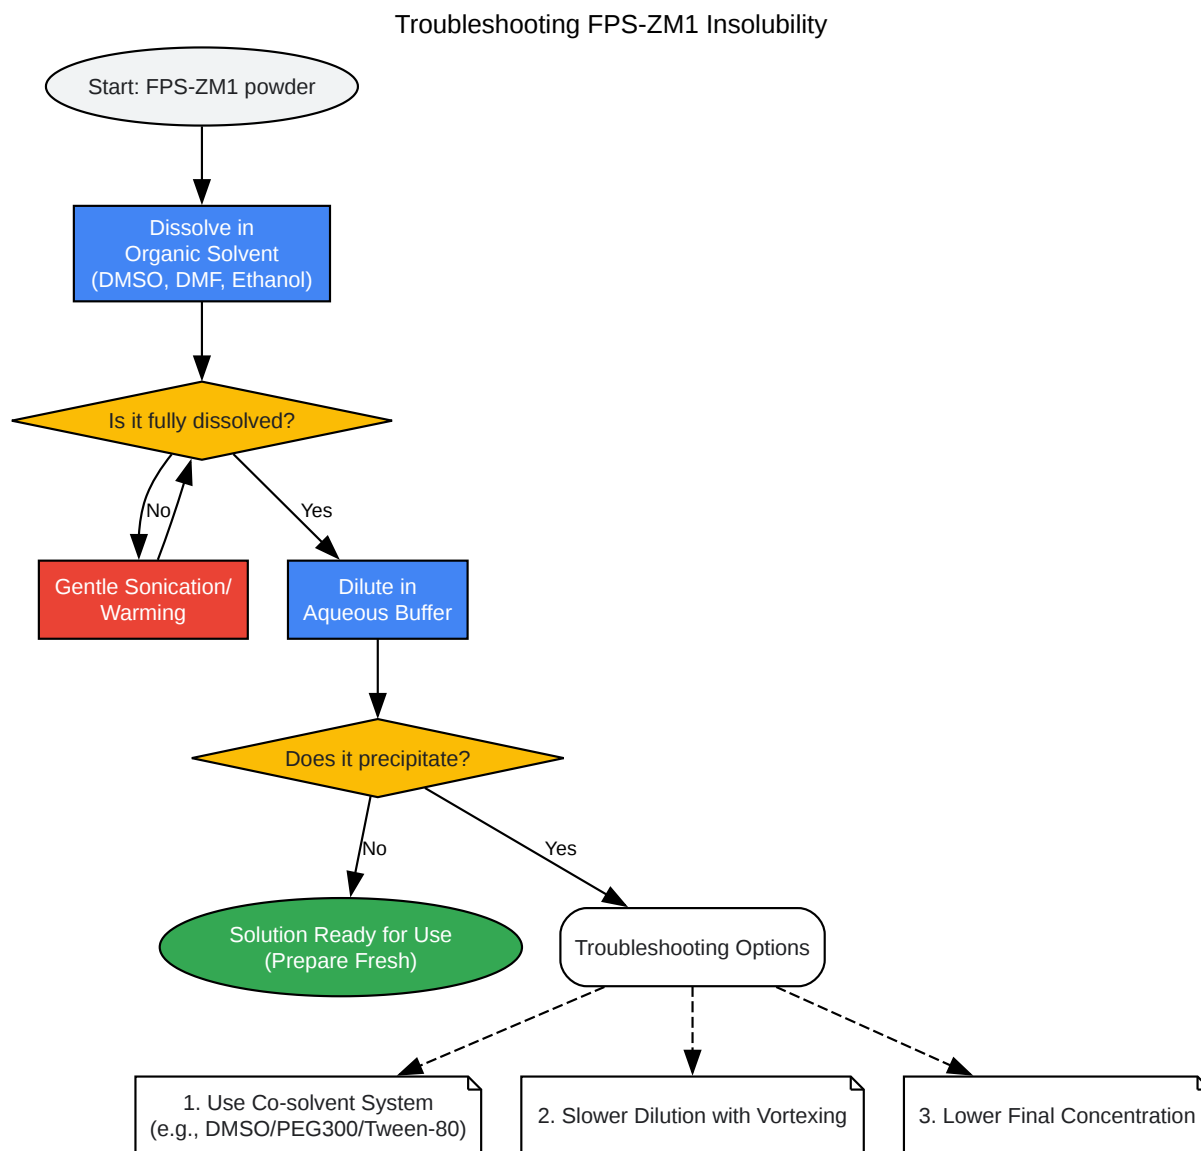 Troubleshooting FPS-ZM1 Insolubility
Start: FPS-ZM1 powder
Dissolve in
Organic Solvent
(DMSO, DMF, Ethanol)
Is it fully dissolved?
No
Yes
Gentle Sonication/
Warming
Dilute in
Aqueous Buffer
Does it precipitate?
No
Yes
Solution Ready for Use
(Prepare Fresh)
Troubleshooting Options
1. Use Co-solvent System
(e.g., DMSO/PEG300/Tween-80)
2. Slower Dilution with Vortexing
3. Lower Final Concentration